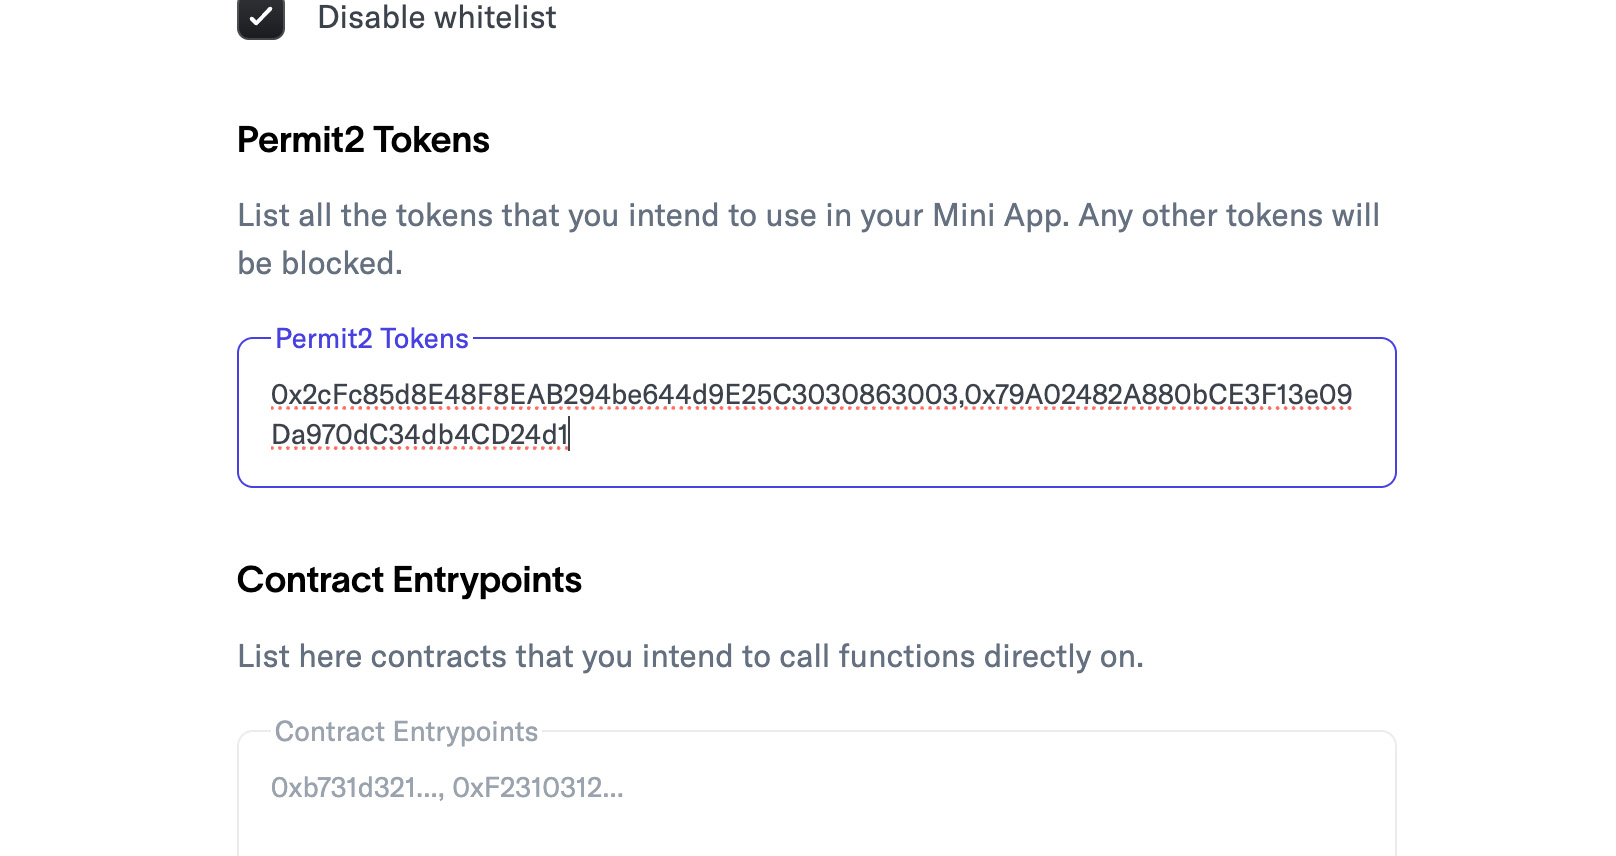 Disable whitelist
Permit2 Tokens
List all the tokens that you intend to use in your Mini App. Any other tokens will
be blocked.
Permit2 Tokens
0x2cFc85d8E48F8EAB294be644d9E25C3030863003,0x79A02482A880bCE3F13e09
Da970dC34db4CD24d1
Contract Entrypoints
List here contracts that you intend to call functions directly on.
Contract Entrypoints
0xb731d321..., 0xF2310312...